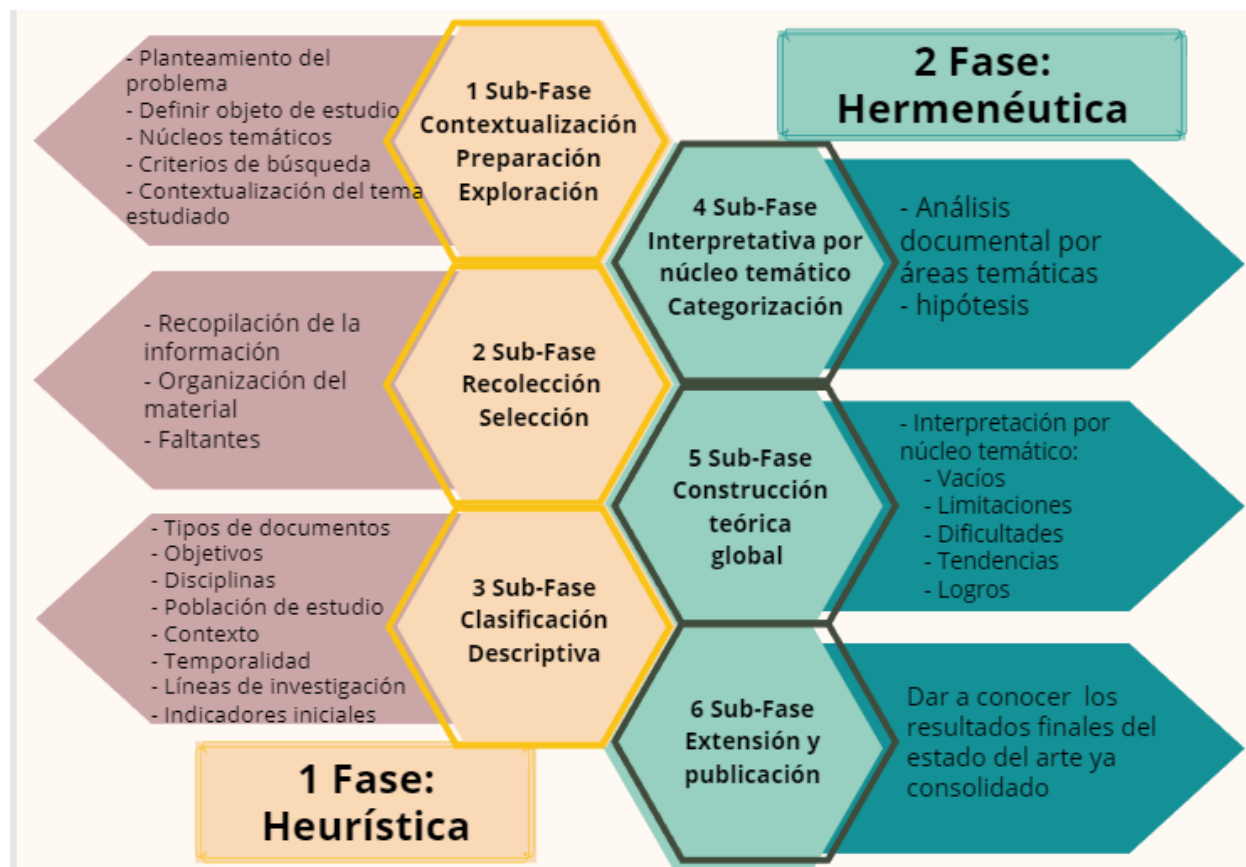 - Planteamiento del
problema
- Definir objeto de estudio
- Núcleos temáticos
- Criterios de búsqueda
- Contextualización del tema
estudiado
1 Sub-Fase
Contextualización
Preparación
Exploración
- Recopilación de la
información
- Organización del
material
- Faltantes
2 Sub-Fase
Recolección
Selección
- Tipos de documentos
- Objetivos
- Disciplinas
- Población de estudio
- Contexto
- Temporalidad
- Líneas de investigación
- Indicadores iniciales
3 Sub-Fase
Clasificación
Descriptiva
1 Fase:
Heurística
2 Fase:
Hermenéutica
4 Sub-Fase
Interpretativa por
núcleo temático
Categorización
- Análisis
documental por
áreas temáticas
- hipótesis
5 Sub-Fase
Construcción
teórica
global
- Interpretación por
núcleo temático:
- Vacíos
- Limitaciones
- Dificultades
- Tendencias
- Logros
6 Sub-Fase
Extensión y
publicación
Dar a conocer los
resultados finales del
estado del arte ya
consolidado